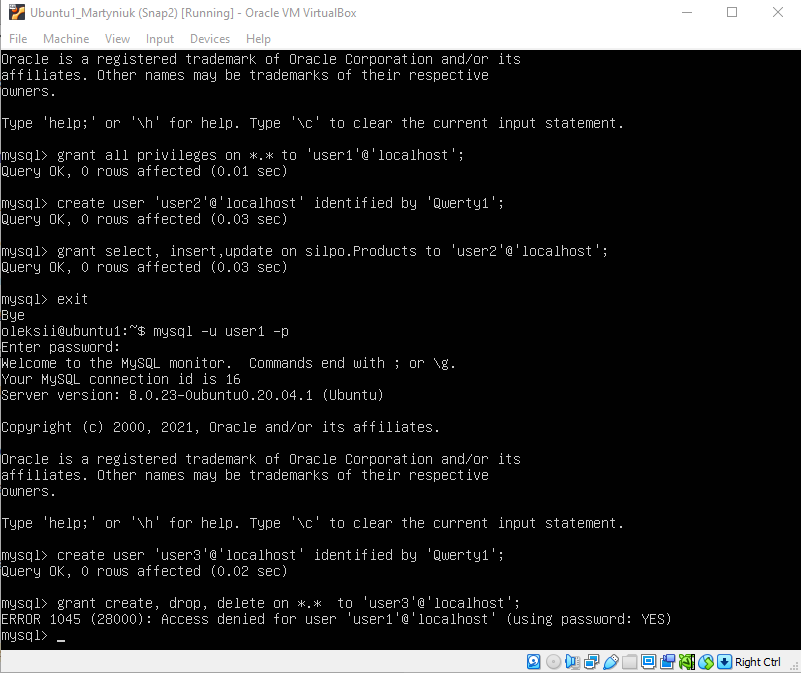 Ubuntu1_Martyniuk (Snap2) [Running] - Oracle VM VirtualBox
File Machine View Input Devices Help
Oracle is a registered trademark of Oracle Corporation and/or its
affiliates. Other names may be trademarks of their respective
owners.
Type 'help;' or '\h' for help. Type '\c' to clear the current input statement.
mysql> grant all privileges on *.* to 'user1'@'localhost';
Query OK, 0 rows affected (0.01 sec)
mysql> create user 'user2'@'localhost' identified by 'Qwerty1';
Query OK, 0 rows affected (0.03 sec)
mysql> grant select, insert,update on silpo.Products to 'user2'@'localhost';
Query OK, 0 rows affected (0.03 sec)
mysql> exit
Bye
oleksii@ubuntu1:~$ mysql -u user1 -p
Enter password:
Welcome to the MySQL monitor.  Commands end with ; or \g.
Your MySQL connection id is 16
Server version: 8.0.23-0ubuntu0.20.04.1 (Ubuntu)
Copyright (c) 2000, 2021, Oracle and/or its affiliates.
Oracle is a registered trademark of Oracle Corporation and/or its
affiliates. Other names may be trademarks of their respective
owners.
Type 'help;' or '\h' for help. Type '\c' to clear the current input statement.
mysql> create user 'user3'@'localhost' identified by 'Qwerty1';
Query OK, 0 rows affected (0.02 sec)
mysql> grant create, drop, delete on *.*  to 'user3'@'localhost';
ERROR 1045 (28000): Access denied for user 'user1'@'localhost' (using password: YES)
mysql> _
Right Ctrl